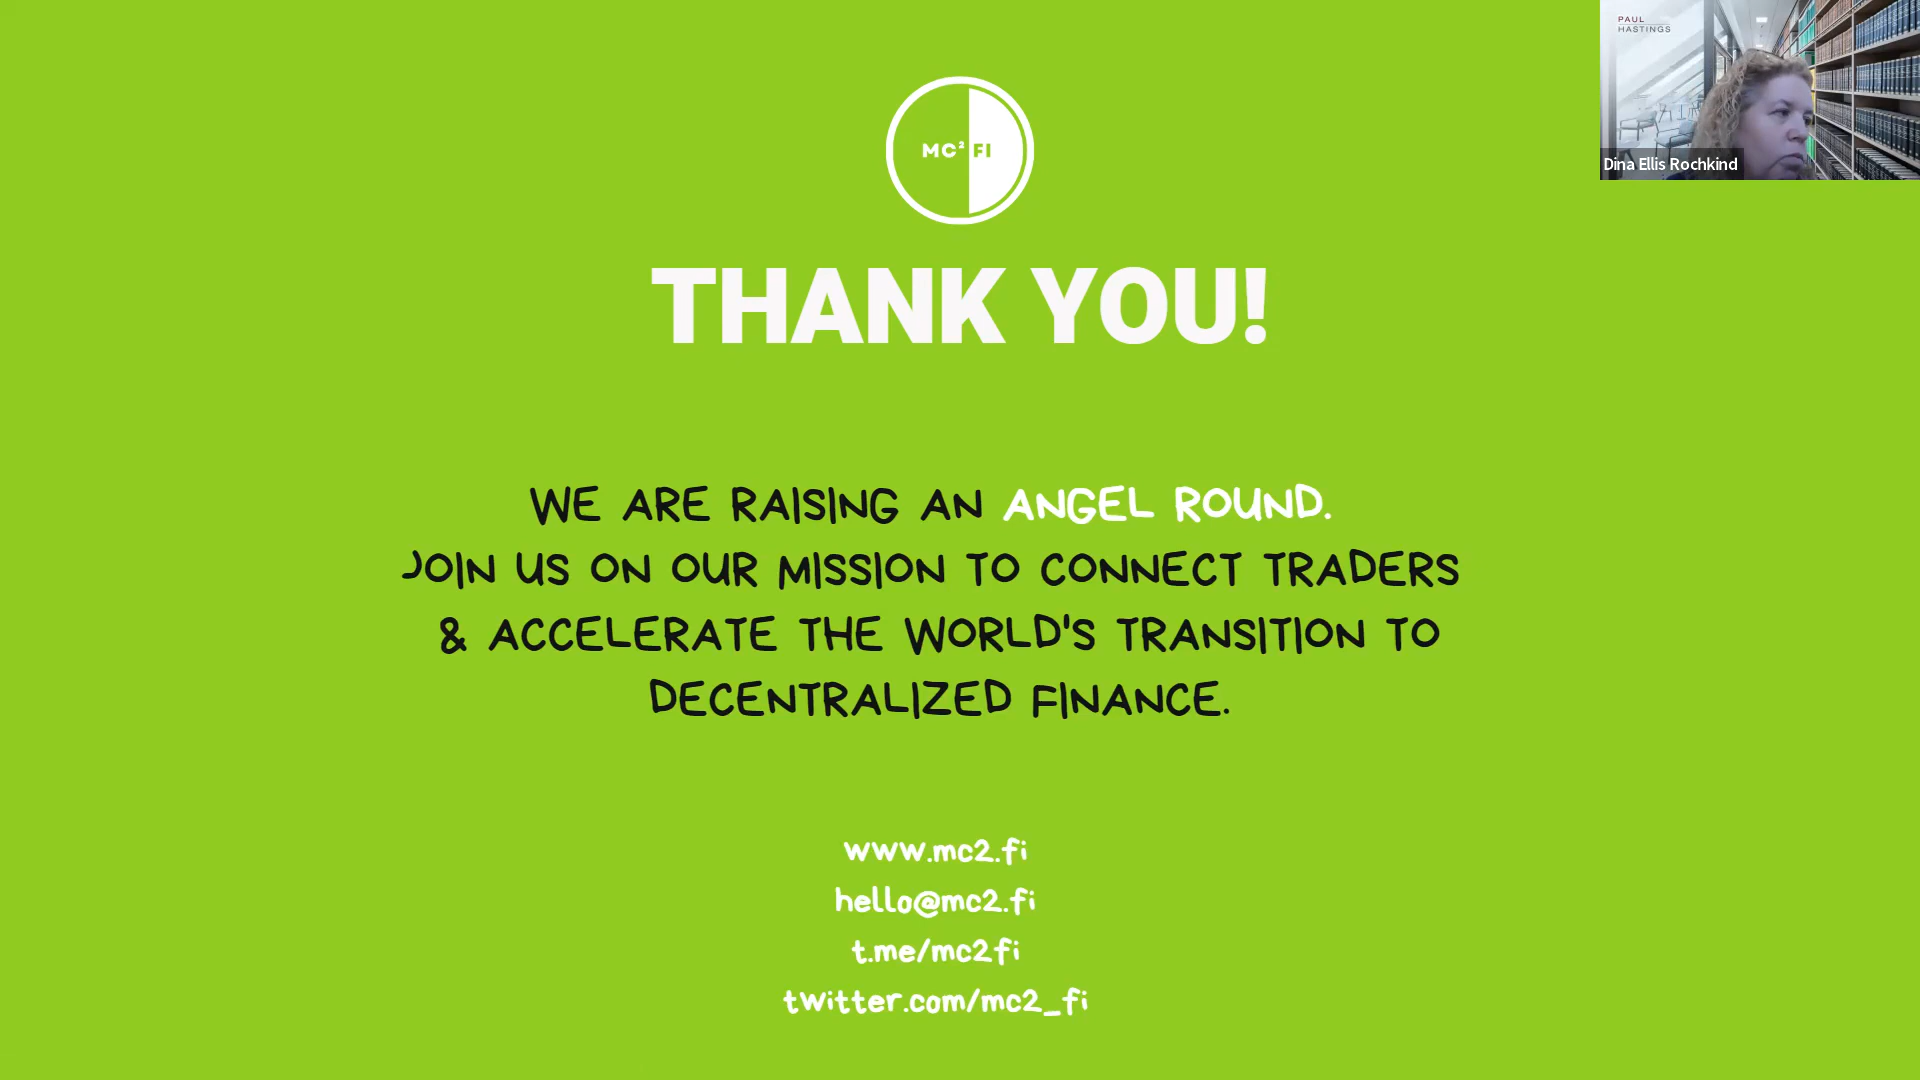 PAUL
HASTINGS
Dina Ellis Rochkind
MC² FI
THANK YOU!
WE ARE RAISING AN ANGEL ROUND.
JOIN US ON OUR MISSION TO CONNECT TRADERS
& ACCELERATE THE WORLD'S TRANSITION TO
DECENTRALIZED FINANCE.
www.mc2.fi
hello@mc2.fi
t.me/mc2fi
twitter.com/mc2_fi